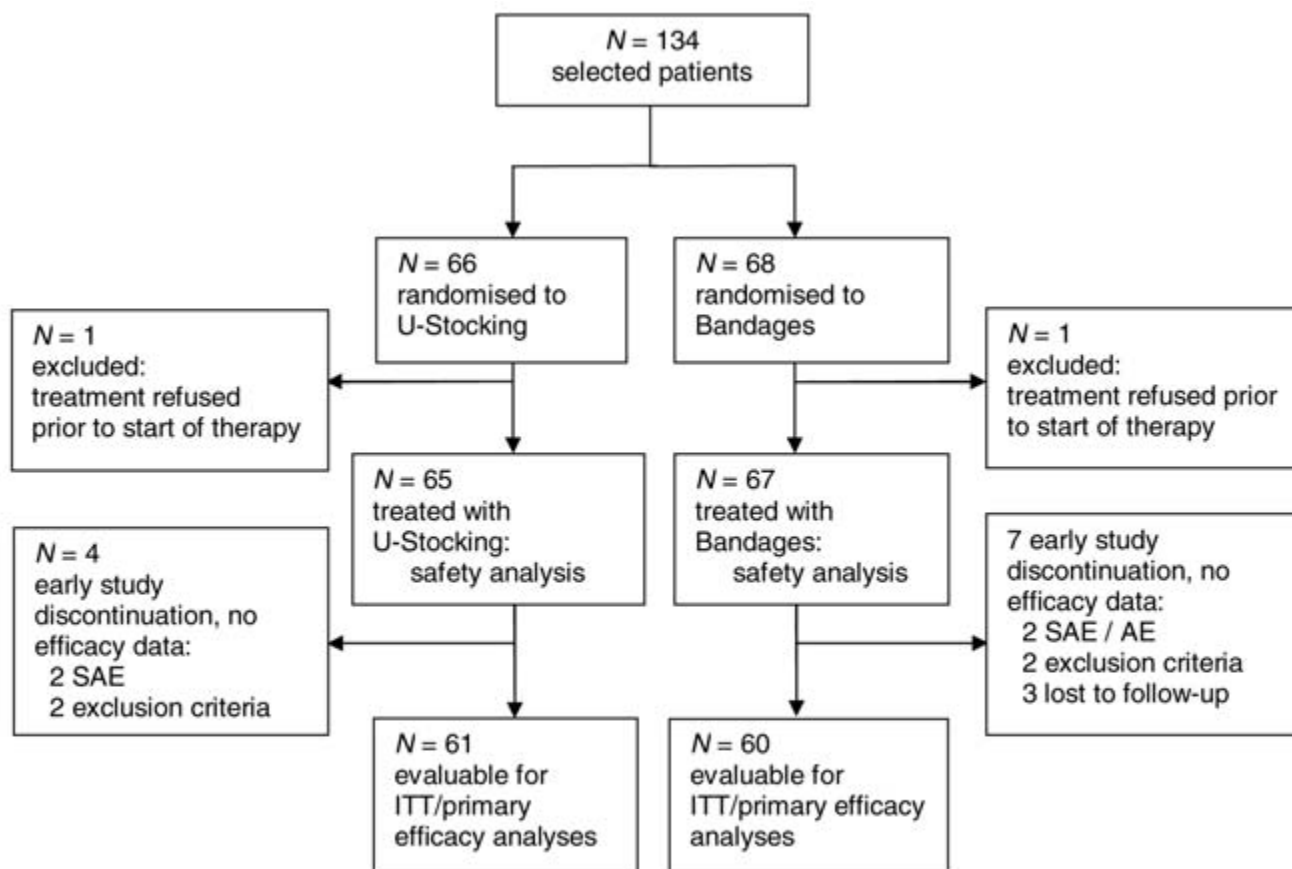 N = 134
selected patients
N = 66
randomised to
U-Stocking
N = 68
randomised to
Bandages
N = 1
excluded:
treatment refused
prior to start of therapy
N = 1
excluded:
treatment refused prior
to start of therapy
N = 65
treated with
U-Stocking:
safety analysis
N = 67
treated with
Bandages:
safety analysis
N = 4
early study
discontinuation, no
efficacy data:
2 SAE
2 exclusion criteria
7 early study
discontinuation, no
efficacy data:
2 SAE / AE
2 exclusion criteria
3 lost to follow-up
N = 61
evaluable for
ITT/primary
efficacy analyses
N = 60
evaluable for
ITT/primary efficacy
analyses